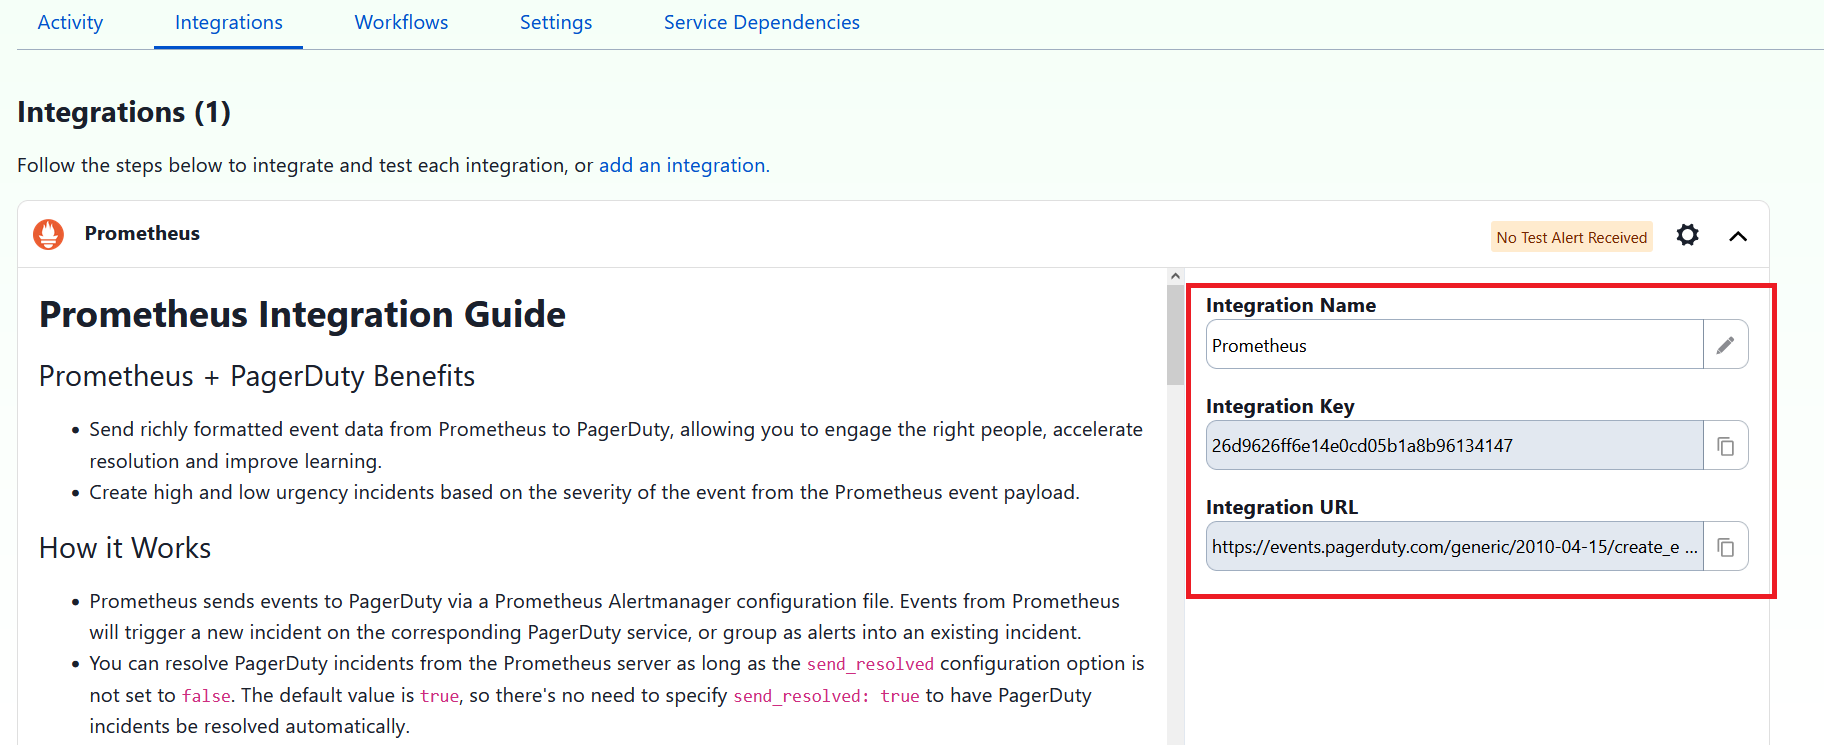 Activity Integrations Workflows Settings Service Dependencies
Integrations (1)
Follow the steps below to integrate and test each integration, or add an integration.
Prometheus
No Test Alert Received
Prometheus Integration Guide
Prometheus + PagerDuty Benefits
• Send richly formatted event data from Prometheus to PagerDuty, allowing you to engage the right people, accelerate
resolution and improve learning.
• Create high and low urgency incidents based on the severity of the event from the Prometheus event payload.
How it Works
• Prometheus sends events to PagerDuty via a Prometheus Alertmanager configuration file. Events from Prometheus
will trigger a new incident on the corresponding PagerDuty service, or group as alerts into an existing incident.
• You can resolve PagerDuty incidents from the Prometheus server as long as the send_resolved configuration option is
not set to false. The default value is true, so there's no need to specify send_resolved: true to have PagerDuty
incidents be resolved automatically.
Integration Name
Prometheus
Integration Key
26d9626ff6e14e0cd05b1a8b96134147
Integration URL
https://events.pagerduty.com/generic/2010-04-15/create_e ...